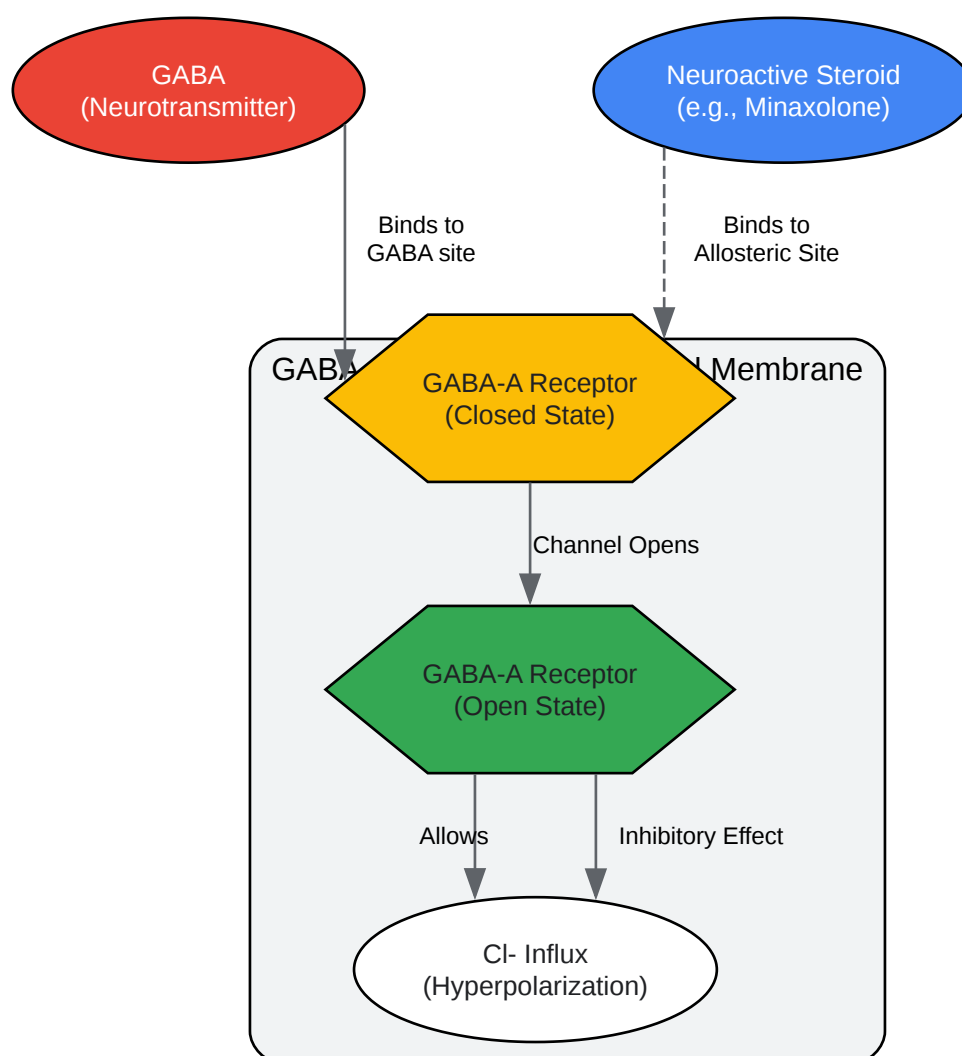 GABA
(Neurotransmitter)
Neuroactive Steroid
(e.g., Minaxolone)
Binds to
GABA site
Binds to
Allosteric Site
GABA Membrane
GABA-A Receptor
(Closed State)
Channel Opens
GABA-A Receptor
(Open State)
Allows
Inhibitory Effect
Cl- Influx
(Hyperpolarization)